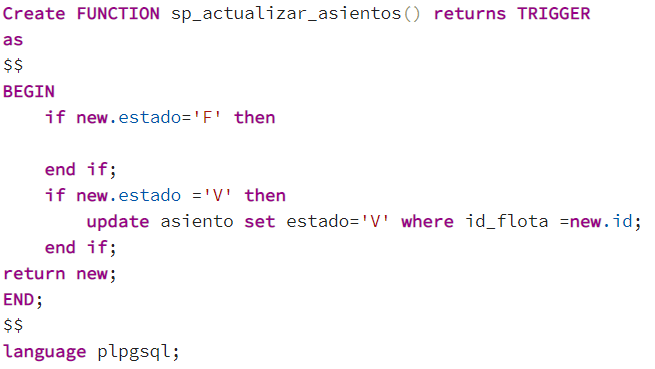 Create FUNCTION sp_actualizar_asientos() returns TRIGGER
as
$$
BEGIN
    if new.estado='F' then

    end if;
    if new.estado ='V' then
        update asiento set estado='V' where id_flota =new.id;
    end if;
return new;
END;
$$
language plpgsql;